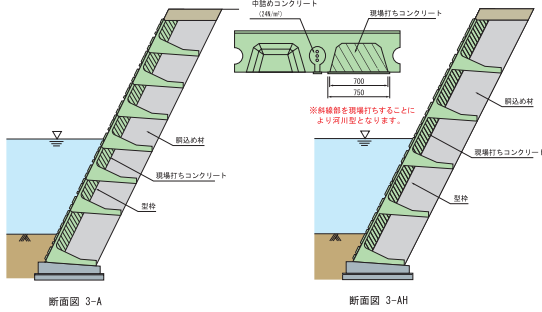 中詰めコンクリート
(24N/m²)
現場打ちコンクリート
700
750
※斜線部を現場打ちすることに
より河川型となります。
胴込め材
現場打ちコンクリート
型枠
胴込め材
現場打ちコンクリート
型枠
断面図 3-A
断面図 3-AH